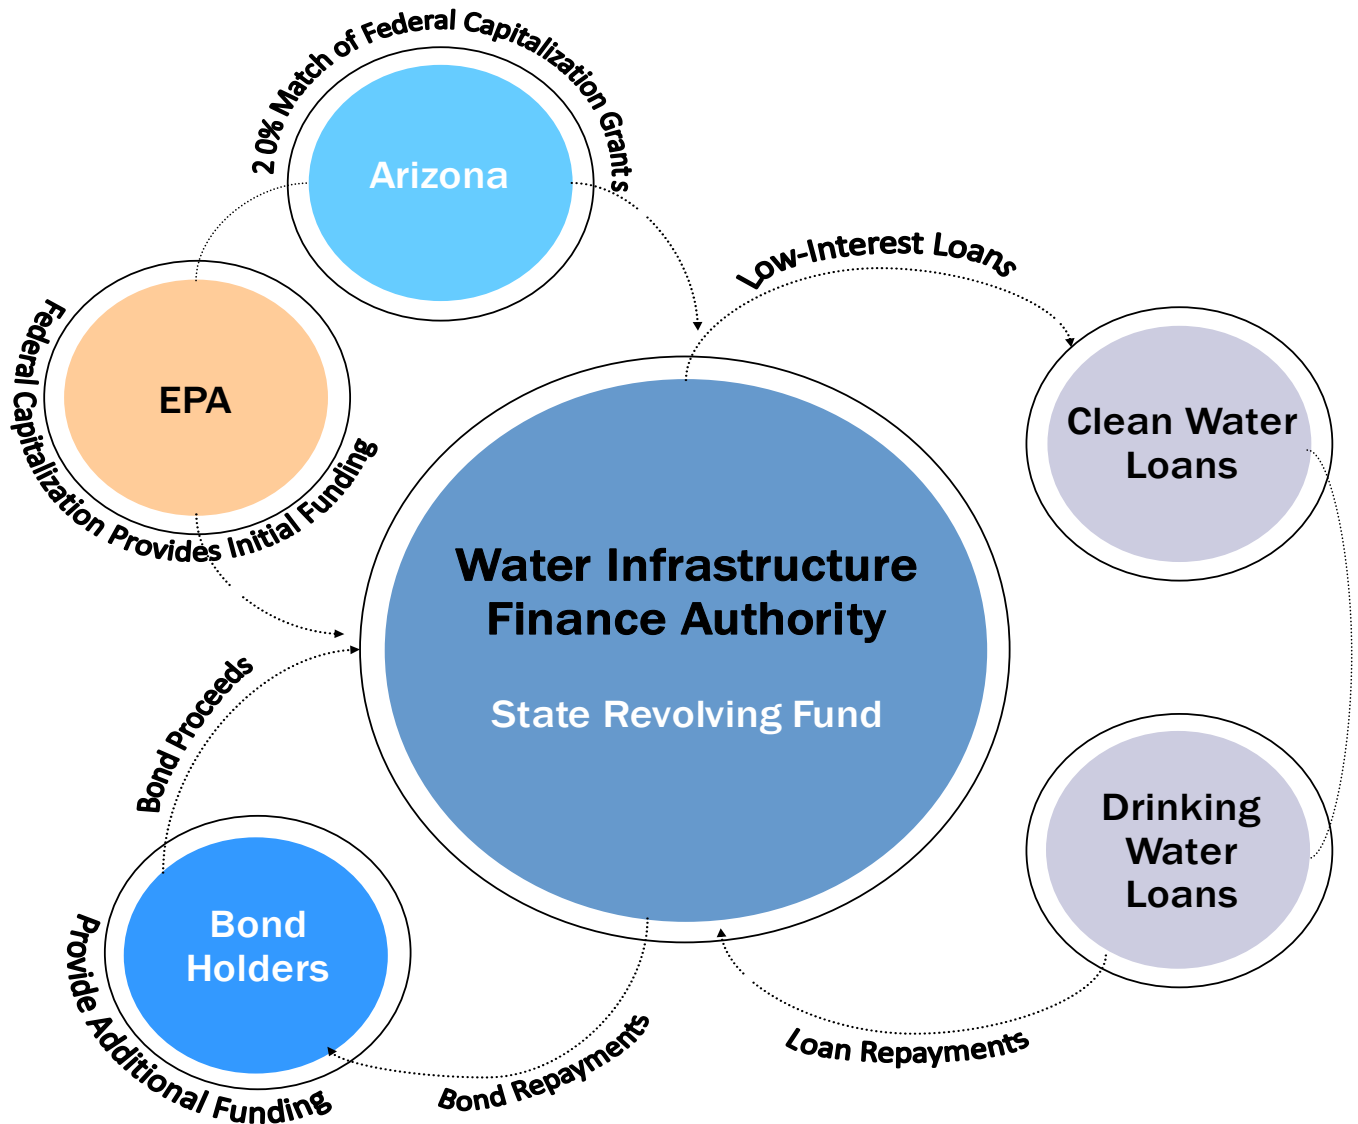 20% Match of Federal Capitalization Grants
Arizona
Low-Interest Loans
Federal Capitalization Provides Initial Funding
EPA
Clean Water
Loans
Water Infrastructure
Finance Authority
State Revolving Fund
Bond Proceeds
Drinking
Water
Loans
Bond
Holders
Provide Additional Funding
Bond Repayments
Loan Repayments